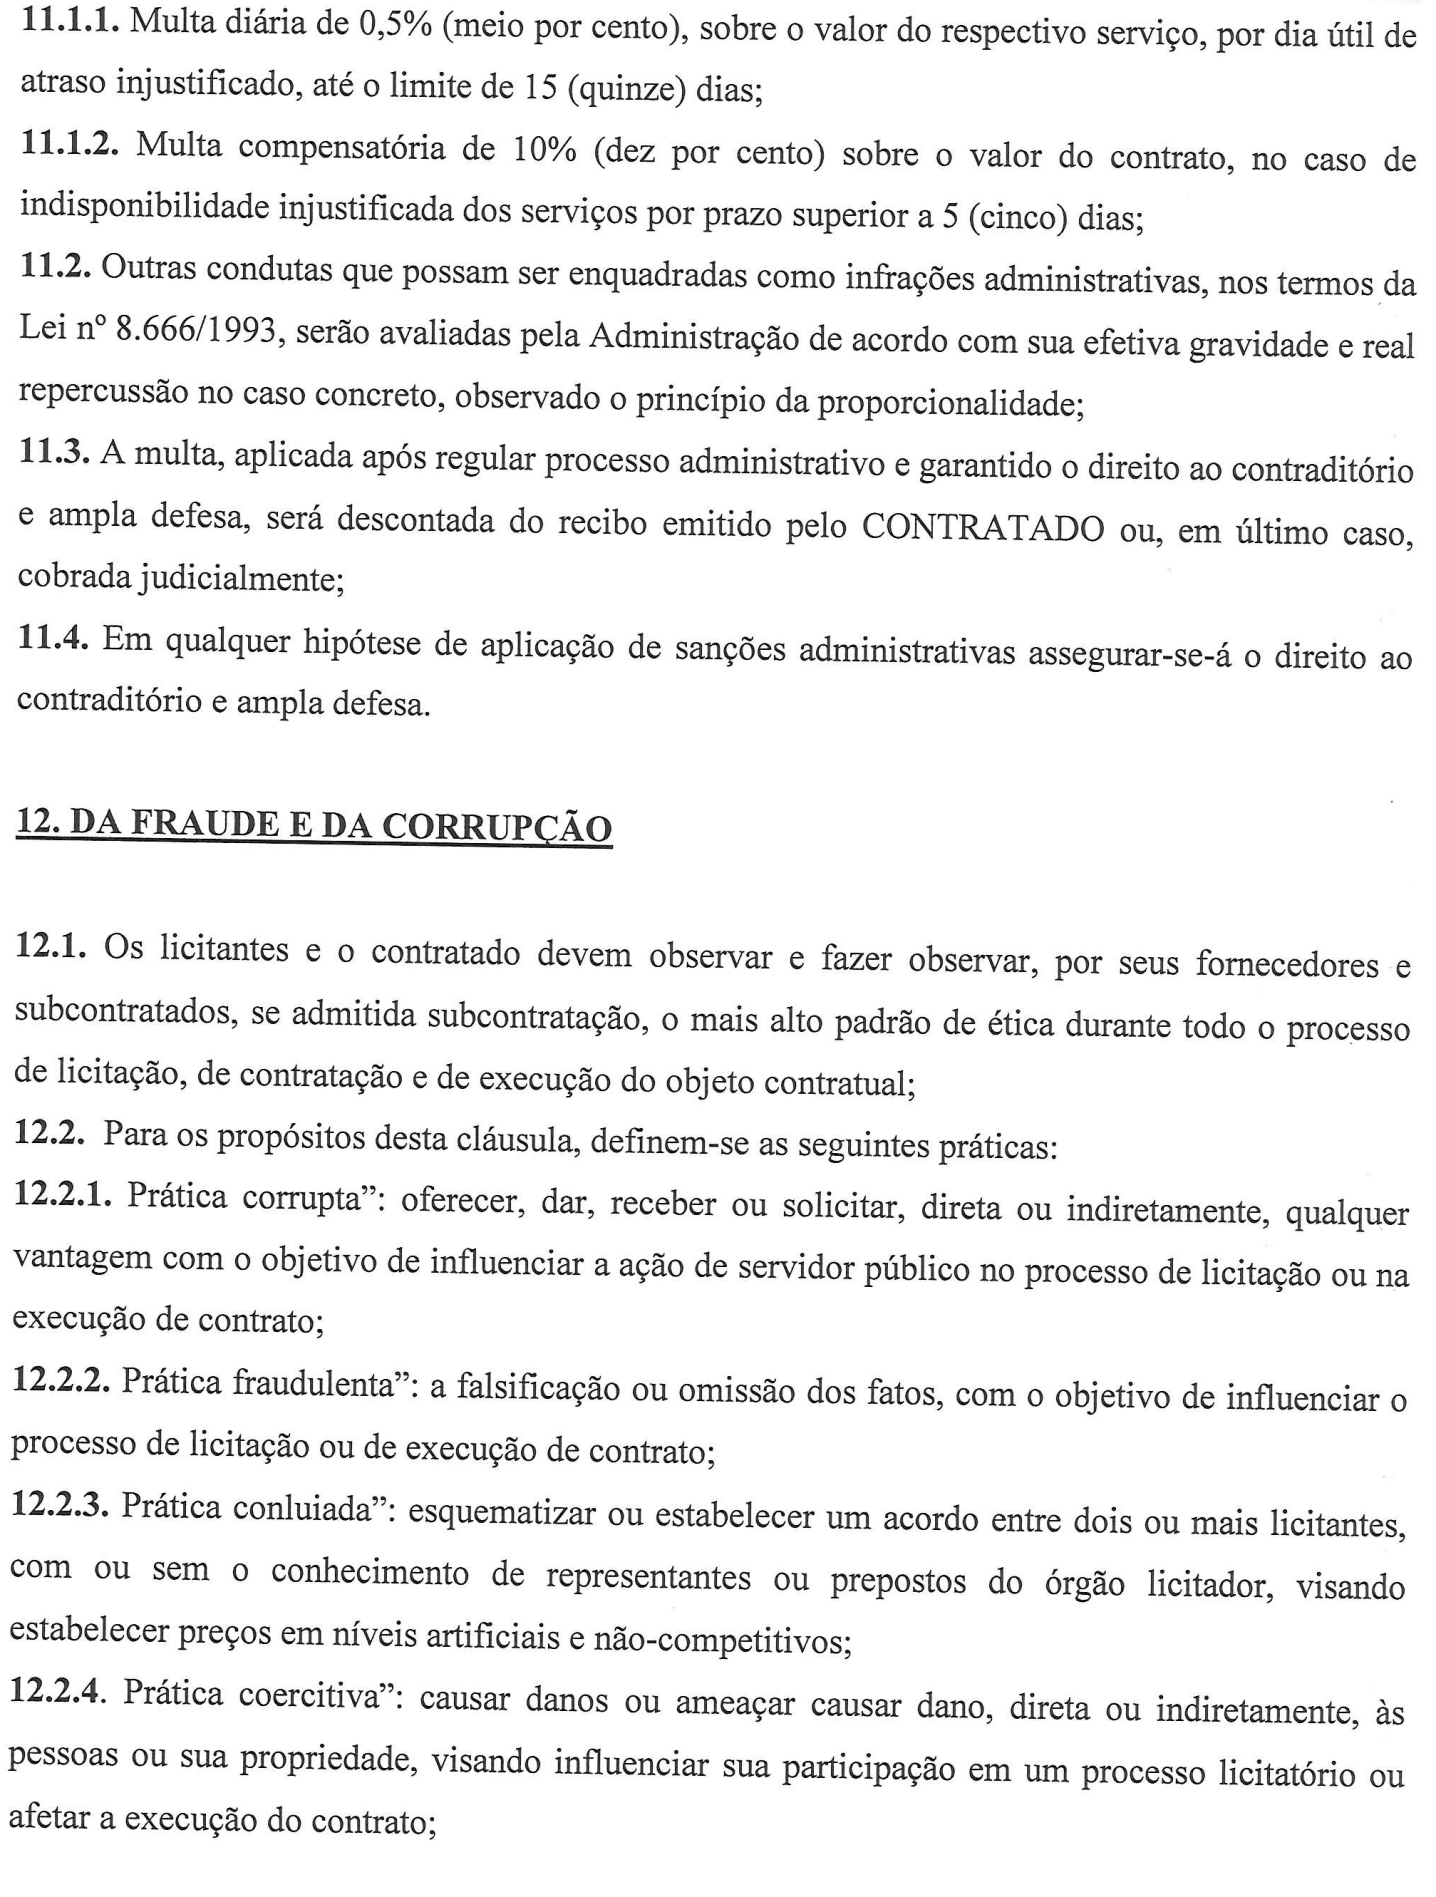 11.1.1. Multa diária de 0,5% (meio por cento), sobre o valor do respectivo serviço, por dia útil de
atraso injustificado, até o limite de 15 (quinze) dias;
11.1.2. Multa compensatória de 10% (dez por cento) sobre o valor do contrato, no caso de
indisponibilidade injustificada dos serviços por prazo superior a 5 (cinco) dias;
11.2. Outras condutas que possam ser enquadradas como infrações administrativas, nos termos da
Lei nº 8.666/1993, serão avaliadas pela Administração de acordo com sua efetiva gravidade e real
repercussão no caso concreto, observado o princípio da proporcionalidade;
11.3. A multa, aplicada após regular processo administrativo e garantido o direito ao contraditório
e ampla defesa, será descontada do recibo emitido pelo CONTRATADO ou, em último caso,
cobrada judicialmente;
11.4. Em qualquer hipótese de aplicação de sanções administrativas assegurar-se-á o direito ao
contraditório e ampla defesa.
12. DA FRAUDE E DA CORRUPÇÃO
12.1. Os licitantes e o contratado devem observar e fazer observar, por seus fornecedores e
subcontratados, se admitida subcontratação, o mais alto padrão de ética durante todo o processo
de licitação, de contratação e de execução do objeto contratual;
12.2. Para os propósitos desta cláusula, definem-se as seguintes práticas:
12.2.1. Prática corrupta”: oferecer, dar, receber ou solicitar, direta ou indiretamente, qualquer
vantagem com o objetivo de influenciar a ação de servidor público no processo de licitação ou na
execução de contrato;
12.2.2. Prática fraudulenta”: a falsificação ou omissão dos fatos, com o objetivo de influenciar o
processo de licitação ou de execução de contrato;
12.2.3. Prática conluiada”: esquematizar ou estabelecer um acordo entre dois ou mais licitantes,
com ou sem o conhecimento de representantes ou prepostos do órgão licitador, visando
estabelecer preços em níveis artificiais e não-competitivos;
12.2.4. Prática coercitiva”: causar danos ou ameaçar causar dano, direta ou indiretamente, às
pessoas ou sua propriedade, visando influenciar sua participação em um processo licitatório ou
afetar a execução do contrato;